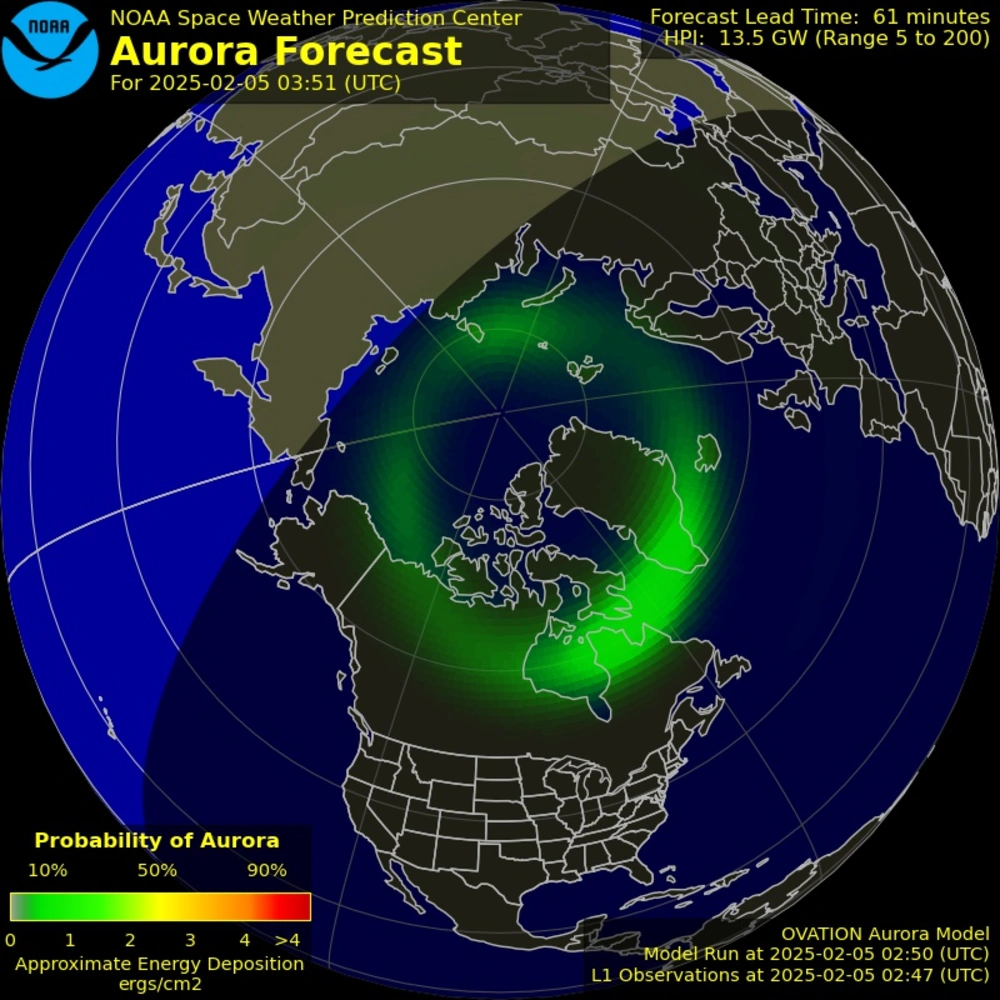 NOAA
NOAA Space Weather Prediction Center
Aurora Forecast
For 2025-02-05 03:51 (UTC)
Forecast Lead Time: 61 minutes
HPI: 13.5 GW (Range 5 to 200)
Probability of Aurora
10% 50% 90%
0 1 2 3 4 >4
Approximate Energy Deposition
ergs/cm2
OVATION Aurora Model
Model Run at 2025-02-05 02:50 (UTC)
L1 Observations at 2025-02-05 02:47 (UTC)